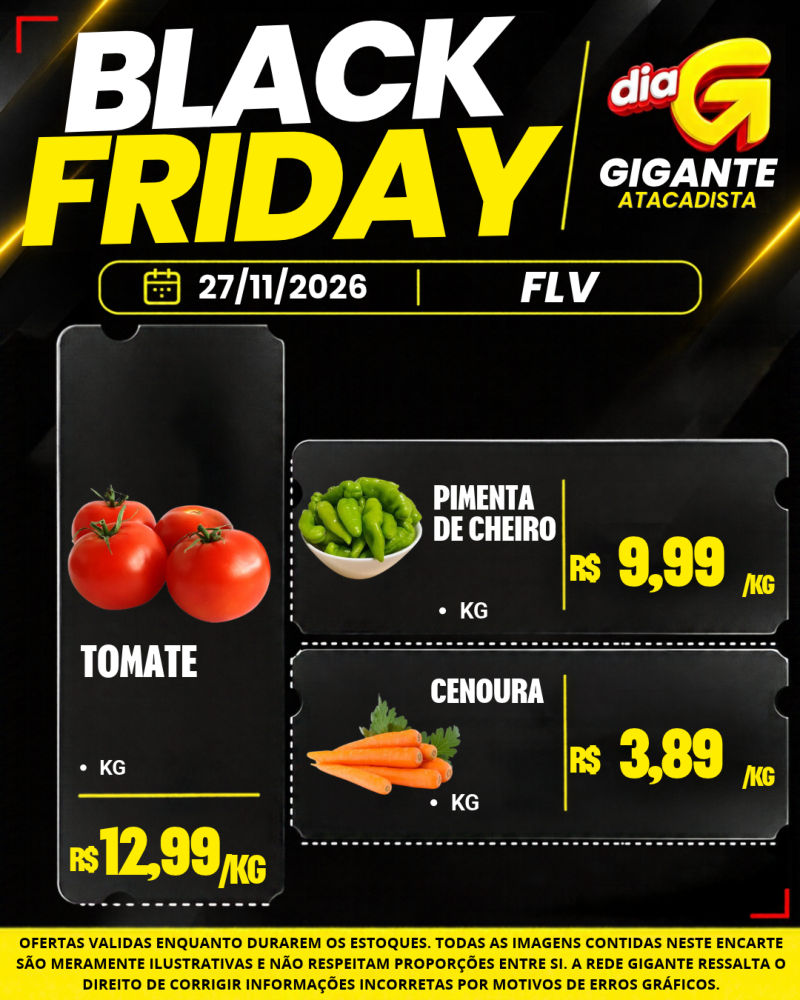 BLACK
FRIDAY
dia G
GIGANTE
ATACADISTA
27/11/2026
FLV
TOMATE
• KG
R$ 12,99/KG
PIMENTA
DE CHEIRO
• KG
R$ 9,99 /KG
CENOURA
• KG
R$ 3,89 /KG
OFERTAS VALIDAS ENQUANTO DURAREM OS ESTOQUES. TODAS AS IMAGENS CONTIDAS NESTE ENCARTE
SÃO MERAMENTE ILUSTRATIVAS E NÃO RESPEITAM PROPORÇÕES ENTRE SI. A REDE GIGANTE RESSALTA O
DIREITO DE CORRIGIR INFORMAÇÕES INCORRETAS POR MOTIVOS DE ERROS GRÁFICOS.